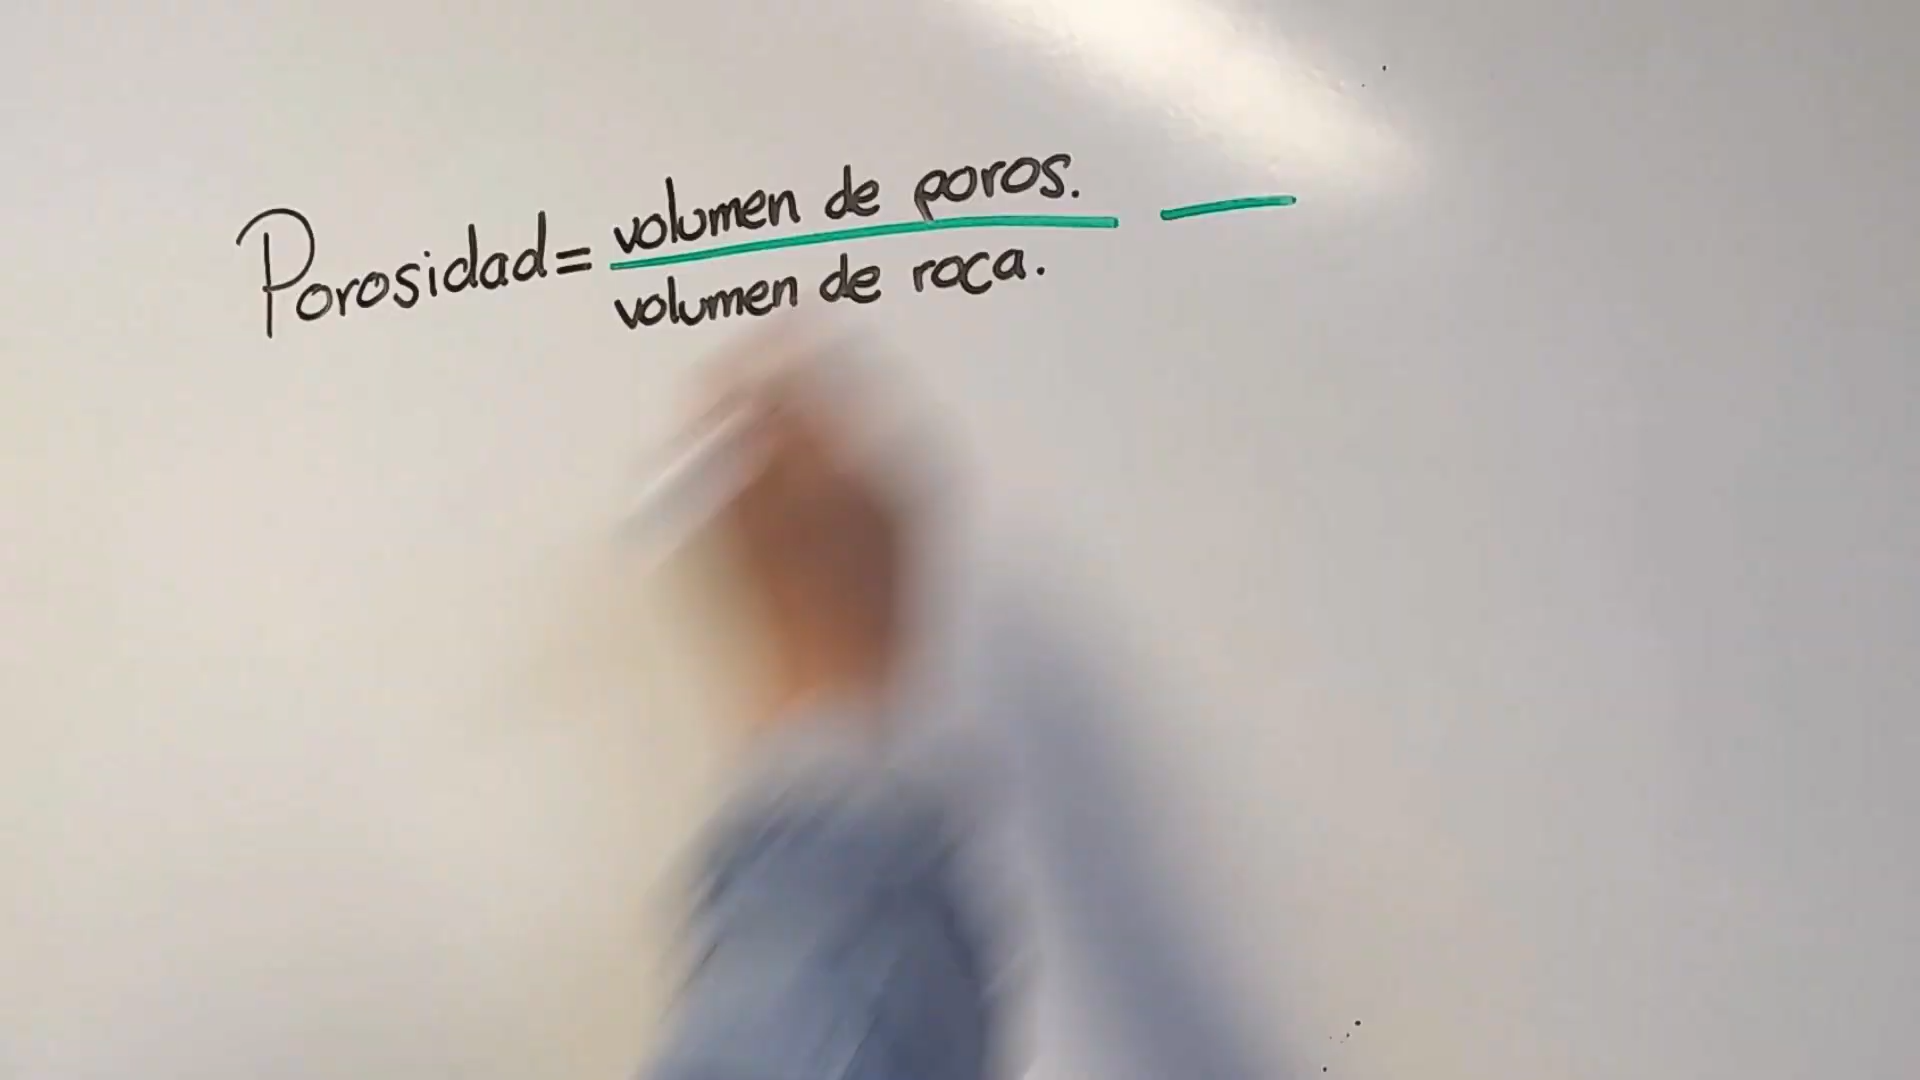 Porosidad= volumen de poros.
volumen de roca.